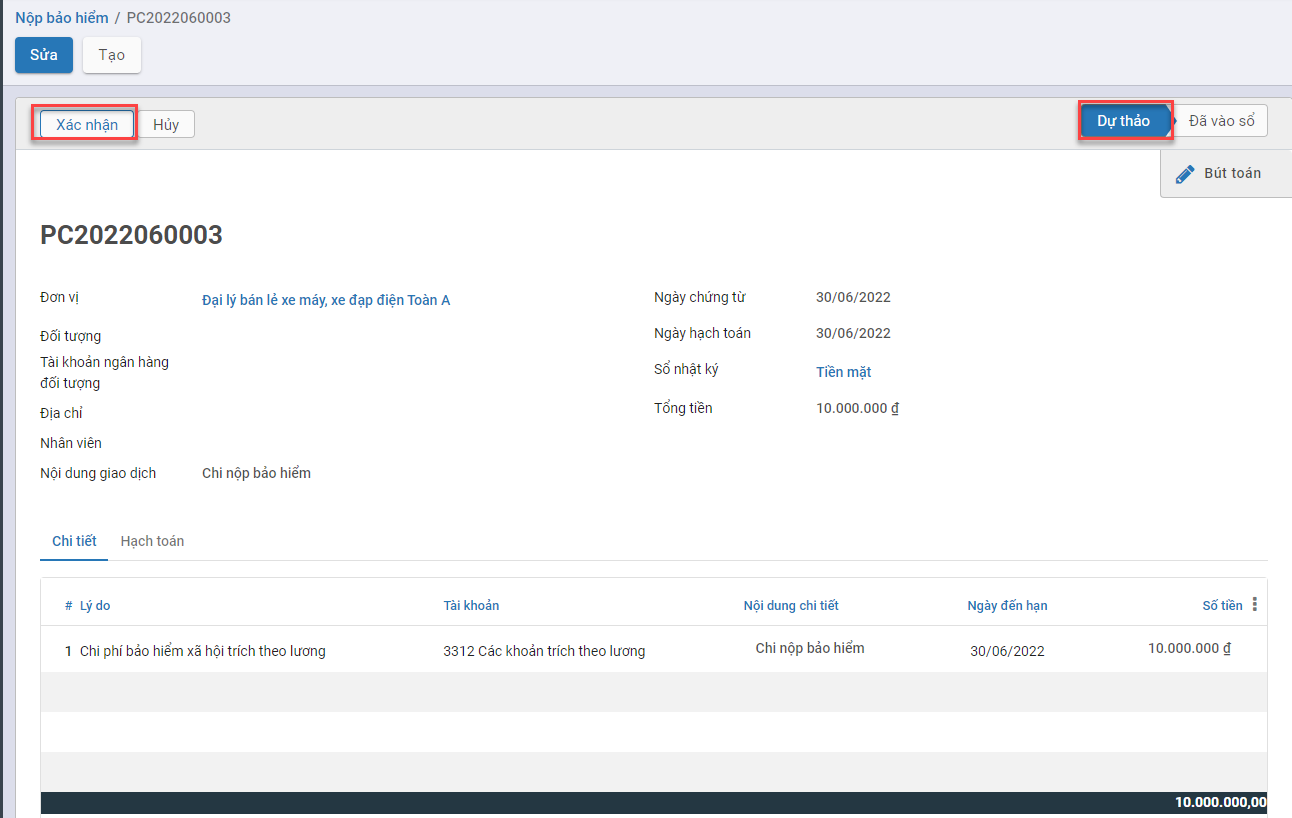 Nộp bảo hiểm / PC2022060003
Sửa Tạo
Xác nhận Hủy Dự thảo Đã vào sổ
Bút toán
PC2022060003
Đơn vị Đại lý bán lẻ xe máy, xe đạp điện Toàn A Ngày chứng từ 30/06/2022
Đối tượng Ngày hạch toán 30/06/2022
Tài khoản ngân hàng đối tượng Sổ nhật ký Tiền mặt
Địa chỉ Tổng tiền 10.000.000 ₫
Nhân viên
Nội dung giao dịch Chi nộp bảo hiểm
Chi tiết Hạch toán
# Lý do Tài khoản Nội dung chi tiết Ngày đến hạn Số tiền
1 Chi phí bảo hiểm xã hội trích theo lương 3312 Các khoản trích theo lương Chi nộp bảo hiểm 30/06/2022 10.000.000 ₫
10.000.000,00